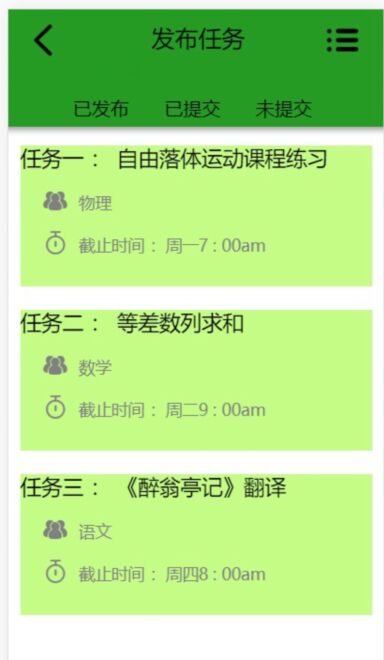 发布任务
已发布 已提交 未提交
任务一： 自由落体运动课程练习
物理
截止时间：周一7：00am
任务二： 等差数列求和
数学
截止时间：周二9：00am
任务三： 《醉翁亭记》翻译
语文
截止时间：周四8：00am